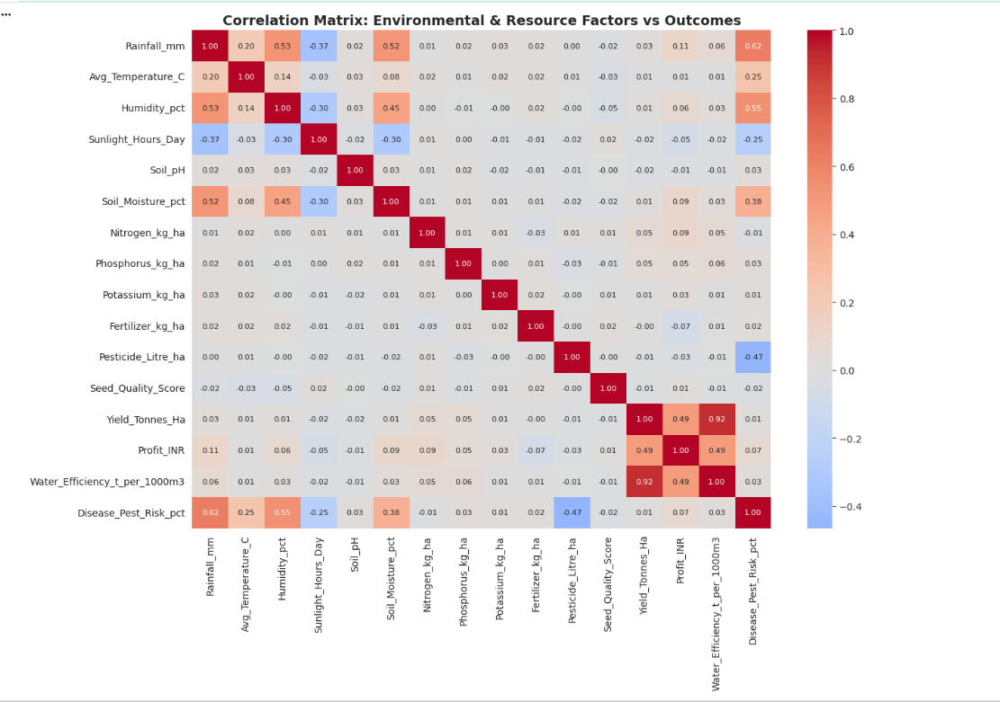 ...
Correlation Matrix: Environmental & Resource Factors vs Outcomes
Rainfall_mm 1.00 0.20 0.53 -0.37 0.02 0.52 0.01 0.02 0.03 0.02 0.00 -0.02 0.03 0.11 0.06 0.62
Avg_Temperature_C 0.20 1.00 0.14 -0.03 0.03 0.08 0.02 0.01 0.02 0.02 0.01 -0.03 0.01 0.01 0.01 0.25
Humidity_pct 0.53 0.14 1.00 -0.30 0.03 0.45 0.00 -0.01 -0.00 0.02 -0.00 -0.05 0.01 0.06 0.03 0.55
Sunlight_Hours_Day -0.37 -0.03 -0.30 1.00 -0.02 -0.30 0.01 0.00 -0.01 -0.01 -0.02 0.02 -0.02 -0.05 -0.02 -0.25
Soil_pH 0.02 0.03 0.03 -0.02 1.00 0.03 0.01 0.02 -0.02 -0.01 -0.01 -0.00 -0.02 -0.01 -0.01 0.03
Soil_Moisture_pct 0.52 0.08 0.45 -0.30 0.03 1.00 0.01 0.01 0.01 0.01 -0.02 -0.02 0.01 0.09 0.03 0.38
Nitrogen_kg_ha 0.01 0.02 0.00 0.01 0.01 0.01 1.00 0.01 0.01 -0.03 0.01 0.01 0.05 0.09 0.05 -0.01
Phosphorus_kg_ha 0.02 0.01 -0.01 0.00 0.02 0.01 0.01 1.00 0.00 0.01 -0.03 -0.01 0.05 0.05 0.06 0.03
Potassium_kg_ha 0.03 0.02 -0.00 -0.01 -0.02 0.01 0.01 0.00 1.00 0.02 -0.00 0.01 0.01 0.03 0.01 0.01
Fertilizer_kg_ha 0.02 0.02 0.02 -0.01 -0.01 0.01 -0.03 0.01 0.02 1.00 -0.00 0.02 -0.00 -0.07 0.01 0.02
Pesticide_Litre_ha 0.00 0.01 -0.00 -0.02 -0.01 -0.02 0.01 -0.03 -0.00 -0.00 1.00 -0.00 -0.01 -0.03 -0.01 -0.47
Seed_Quality_Score -0.02 -0.03 -0.05 0.02 -0.00 -0.02 0.01 -0.01 0.01 0.02 -0.00 1.00 -0.01 0.01 -0.01 -0.02
Yield_Tonnes_Ha 0.03 0.01 0.01 -0.02 -0.02 0.01 0.05 0.05 0.01 -0.00 -0.01 -0.01 1.00 0.49 0.92 0.01
Profit_INR 0.11 0.01 0.06 -0.05 -0.01 0.09 0.09 0.05 0.03 -0.07 -0.03 0.01 0.49 1.00 0.49 0.07
Water_Efficiency_t_per_1000m3 0.06 0.01 0.03 -0.02 -0.01 0.03 0.05 0.06 0.01 0.01 -0.01 -0.01 0.92 0.49 1.00 0.03
Disease_Pest_Risk_pct 0.62 0.25 0.55 -0.25 0.03 0.38 -0.01 0.03 0.01 0.02 -0.47 -0.02 0.01 0.07 0.03 1.00
Rainfall_mm
Avg_Temperature_C
Humidity_pct
Sunlight_Hours_Day
Soil_pH
Soil_Moisture_pct
Nitrogen_kg_ha
Phosphorus_kg_ha
Potassium_kg_ha
Fertilizer_kg_ha
Pesticide_Litre_ha
Seed_Quality_Score
Yield_Tonnes_Ha
Profit_INR
Water_Efficiency_t_per_1000m3
Disease_Pest_Risk_pct
1.0
0.8
0.6
0.4
0.2
0.0
−0.2
−0.4